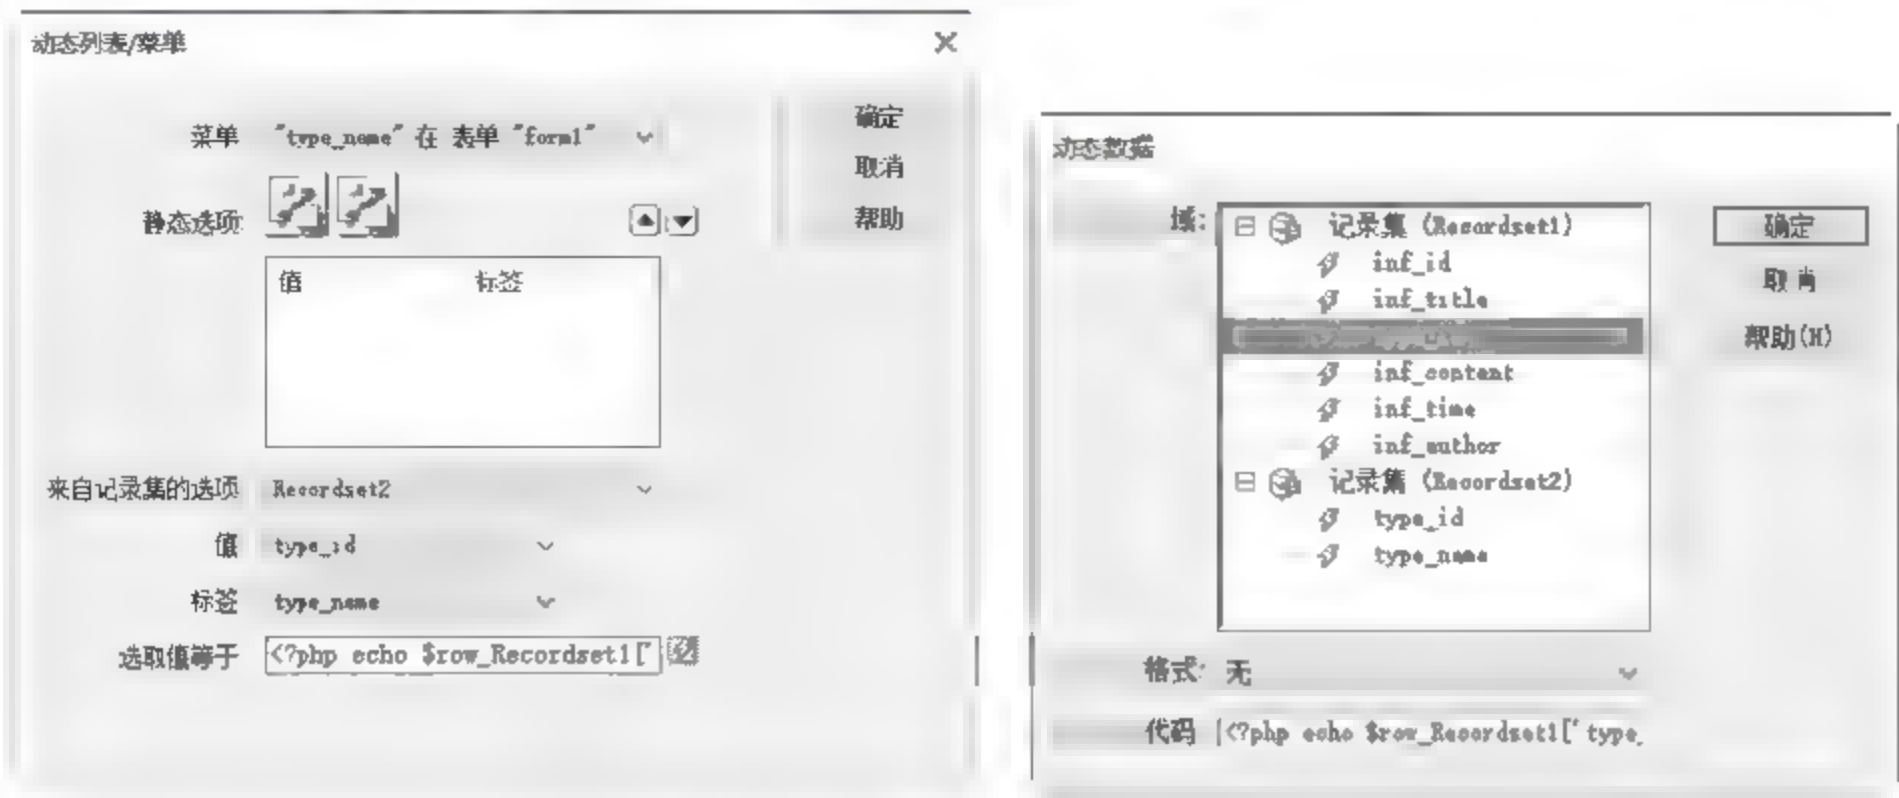 动态列表/菜单
菜单 "type_name" 在 表单 "form1"
静态选项:
值 标签
来自记录集的选项 Recordset2
值 type_id
标签 type_name
选取值等于 <?php echo $row_Recordset1['
确定
取消
帮助
动态数据
域:
记录集 (Recordset1)
inf_id
inf_title
inf_content
inf_time
inf_author
记录集 (Recordset2)
type_id
type_name
格式: 无
代码 <?php echo $row_Recordset1['type_
确定
取消
帮助(H)